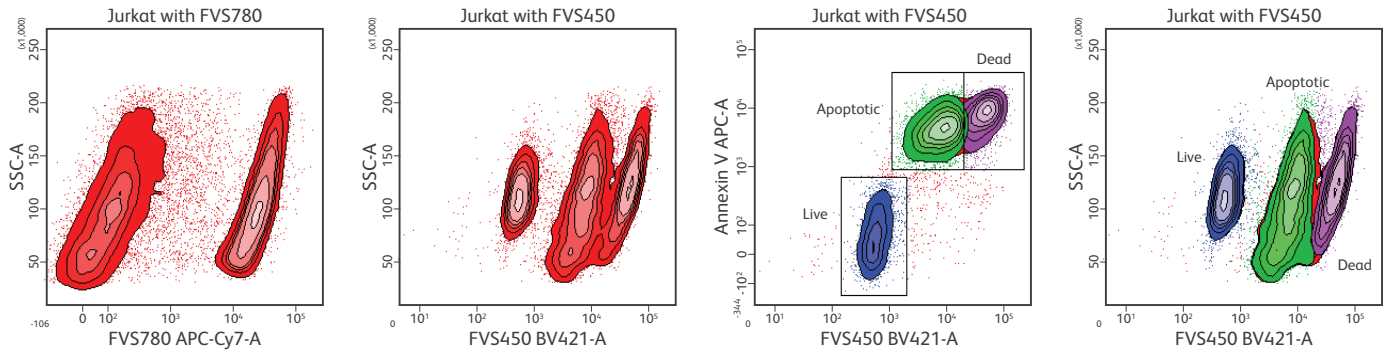 Jurkat with FVS780
(x1,000)
250
200
150
100
50
SSC-A
-106
0 10² 10³ 10⁴ 10⁵
FVS780 APC-Cy7-A
Jurkat with FVS450
(x1,000)
250
200
150
100
50
SSC-A
0
10¹ 10² 10³ 10⁴ 10⁵
FVS450 BV421-A
Jurkat with FVS450
10⁵
10⁴
10³
10²
0
-10²
-344
Annexin V APC-A
Dead
Apoptotic
Live
0
10¹ 10² 10³ 10⁴ 10⁵
FVS450 BV421-A
Jurkat with FVS450
(x1,000)
250
200
150
100
50
SSC-A
Apoptotic
Live
Dead
0
10¹ 10² 10³ 10⁴ 10⁵
FVS450 BV421-A